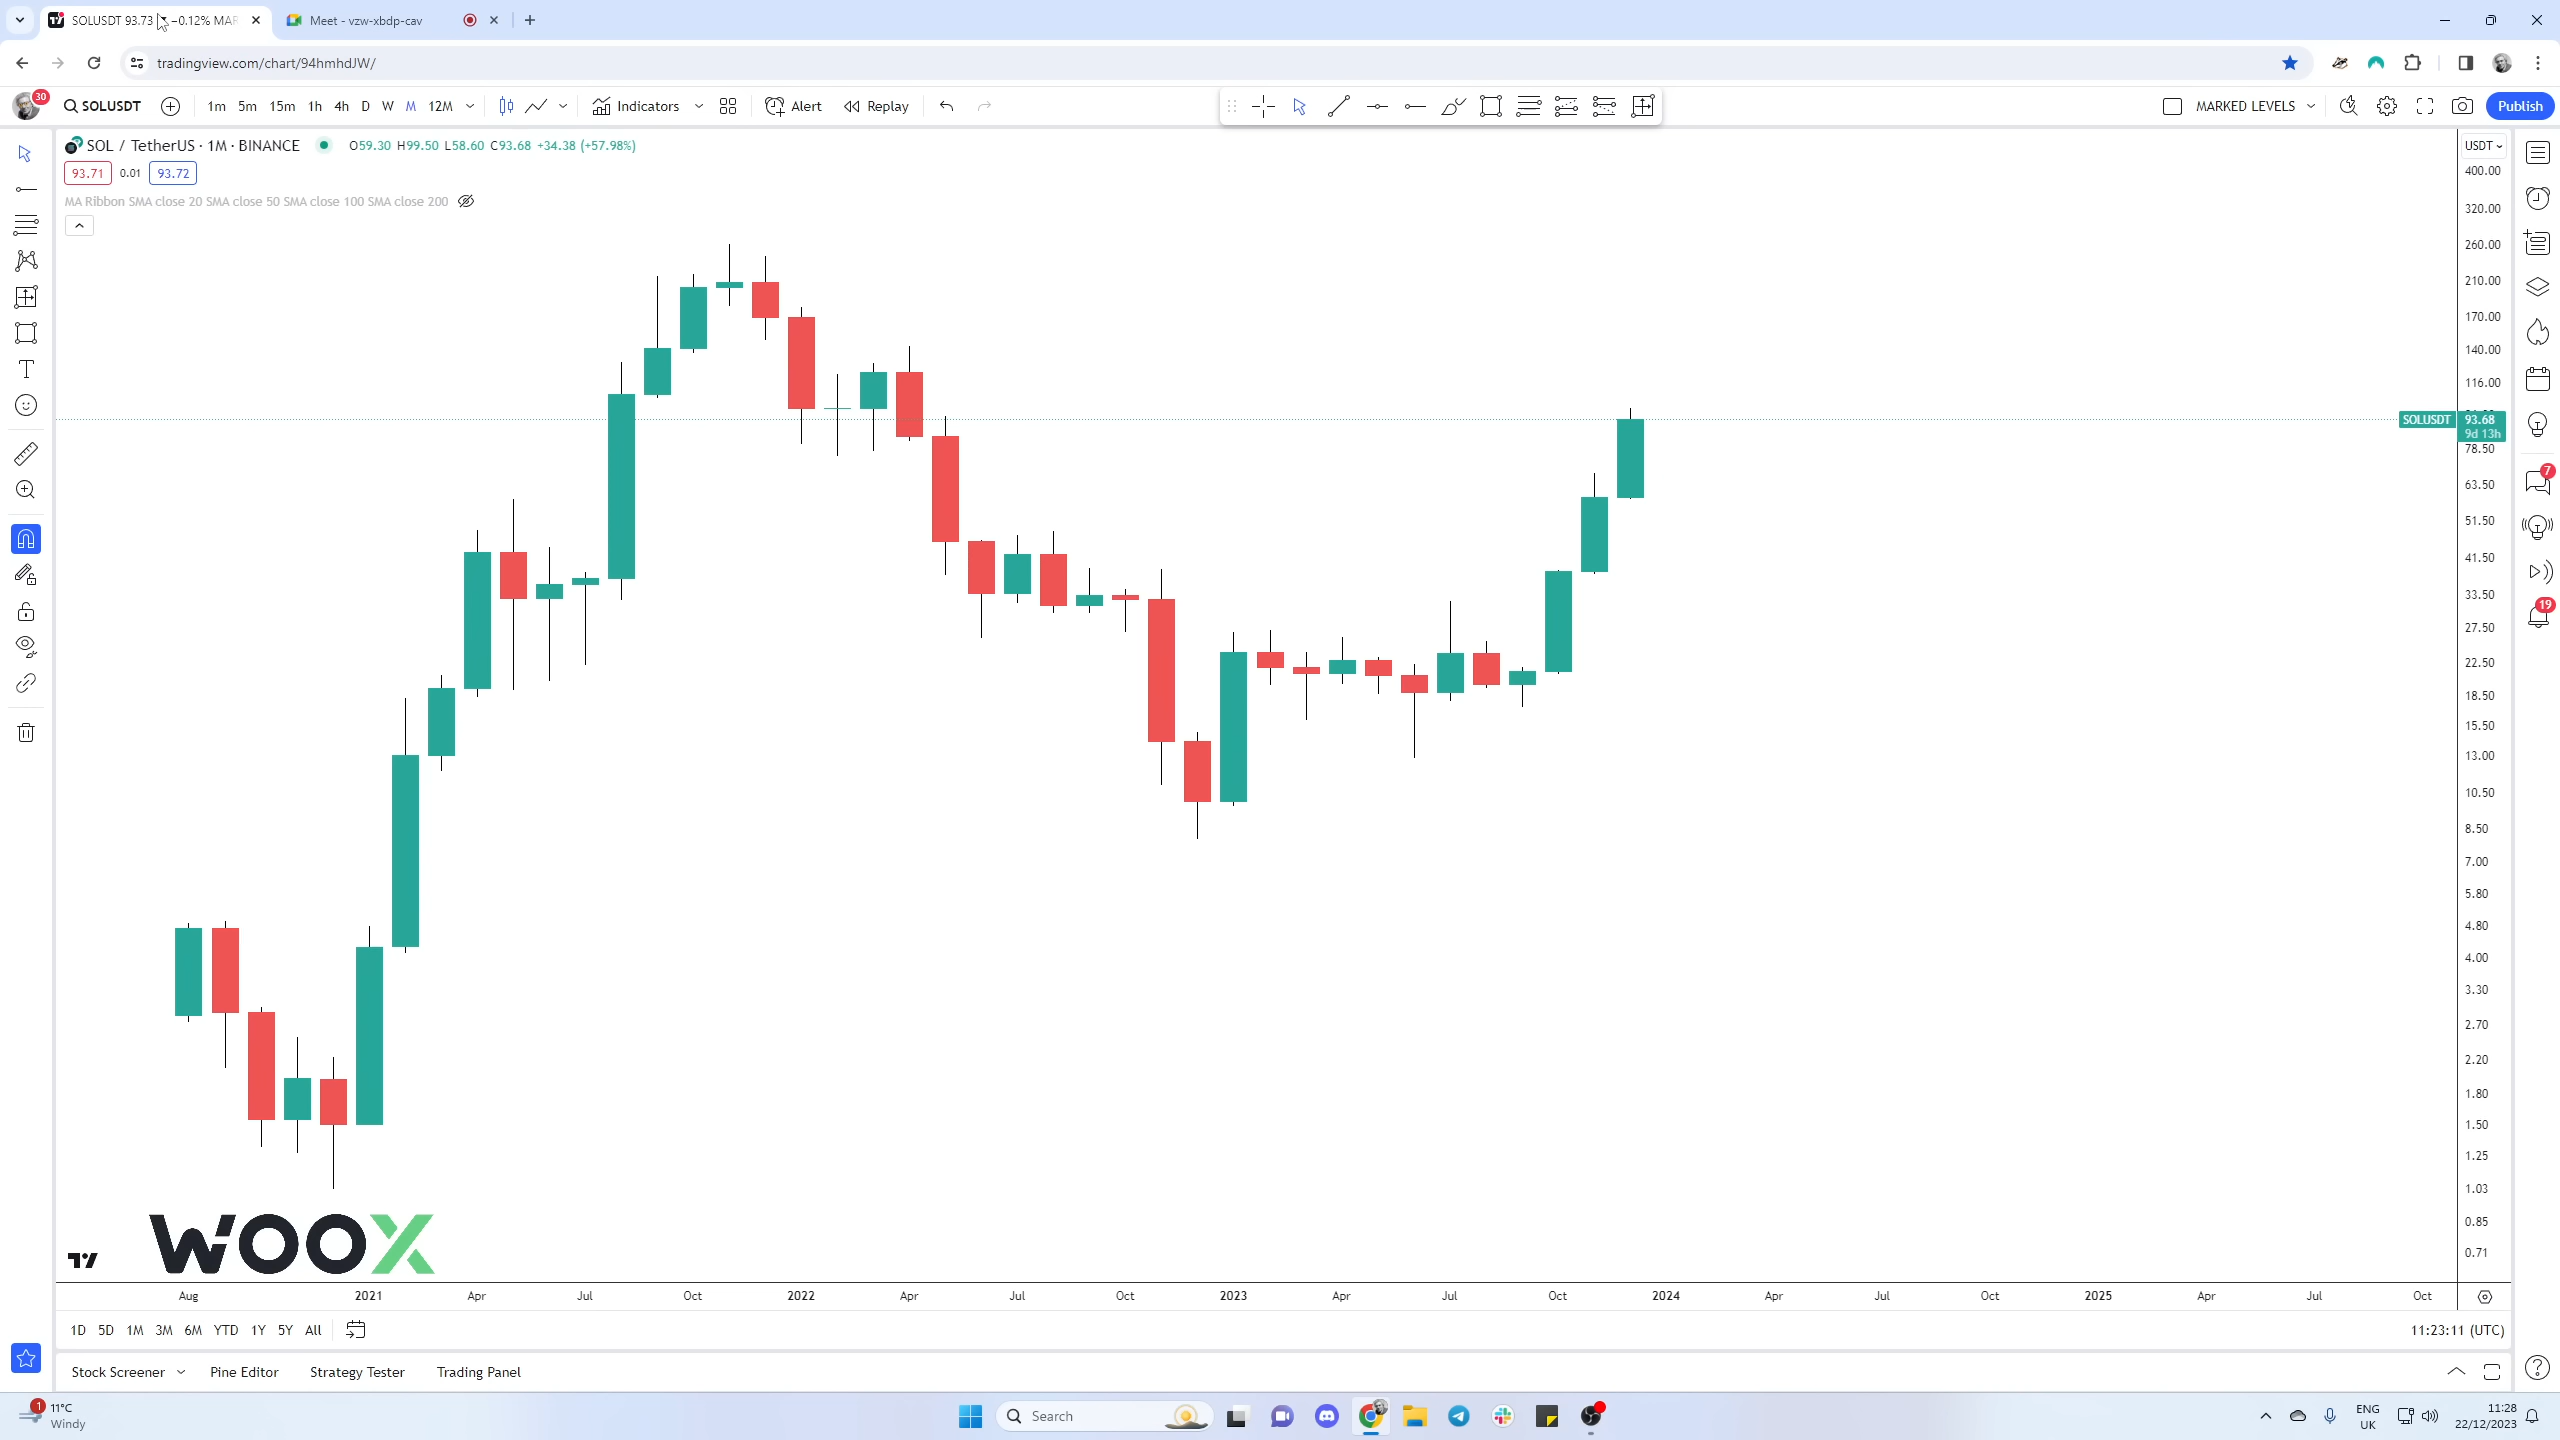 SOLUSDT 93.73 ▼ −0.12% MAR
Meet - vzw-xbdp-cav
tradingview.com/chart/94hmhdJW/
30
SOLUSDT
1m 5m 15m 1h 4h D W M 12M
Indicators
Alert
Replay
MARKED LEVELS
Publish
SOL / TetherUS · 1M · BINANCE
O59.30 H99.50 L58.60 C93.68 +34.38 (+57.98%)
93.71 0.01 93.72
MA Ribbon SMA close 20 SMA close 50 SMA close 100 SMA close 200
USDT
400.00
320.00
260.00
210.00
170.00
140.00
116.00
SOLUSDT 93.68
9d 13h
78.50
63.50
51.50
41.50
33.50
27.50
22.50
18.50
15.50
13.00
10.50
8.50
7.00
5.80
4.80
4.00
3.30
2.70
2.20
1.80
1.50
1.25
1.03
0.85
0.71
7
19
WOOX
Aug 2021 Apr Jul Oct 2022 Apr Jul Oct 2023 Apr Jul Oct 2024 Apr Jul Oct 2025 Apr Jul Oct
1D 5D 1M 3M 6M YTD 1Y 5Y All
11:23:11 (UTC)
Stock Screener
Pine Editor
Strategy Tester
Trading Panel
1
11°C
Windy
Search
ENG
UK
11:28
22/12/2023